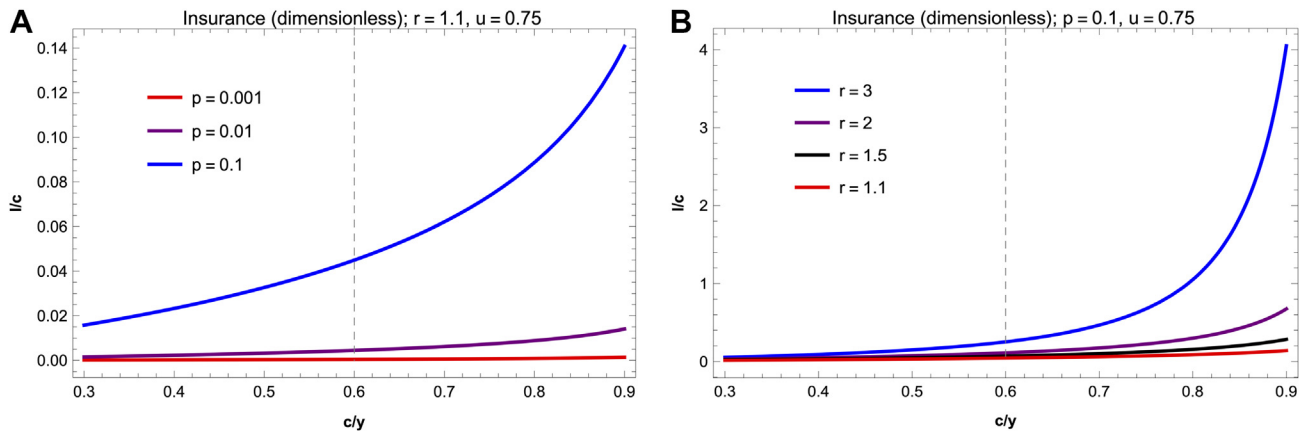 A
Insurance (dimensionless); r = 1.1, u = 0.75
0.14
0.12
0.10
0.08
0.06
0.04
0.02
0.00
I/c
p = 0.001
p = 0.01
p = 0.1
0.3 0.4 0.5 0.6 0.7 0.8 0.9
c/y
B
Insurance (dimensionless); p = 0.1, u = 0.75
4
3
2
1
0
I/c
r = 3
r = 2
r = 1.5
r = 1.1
0.3 0.4 0.5 0.6 0.7 0.8 0.9
c/y